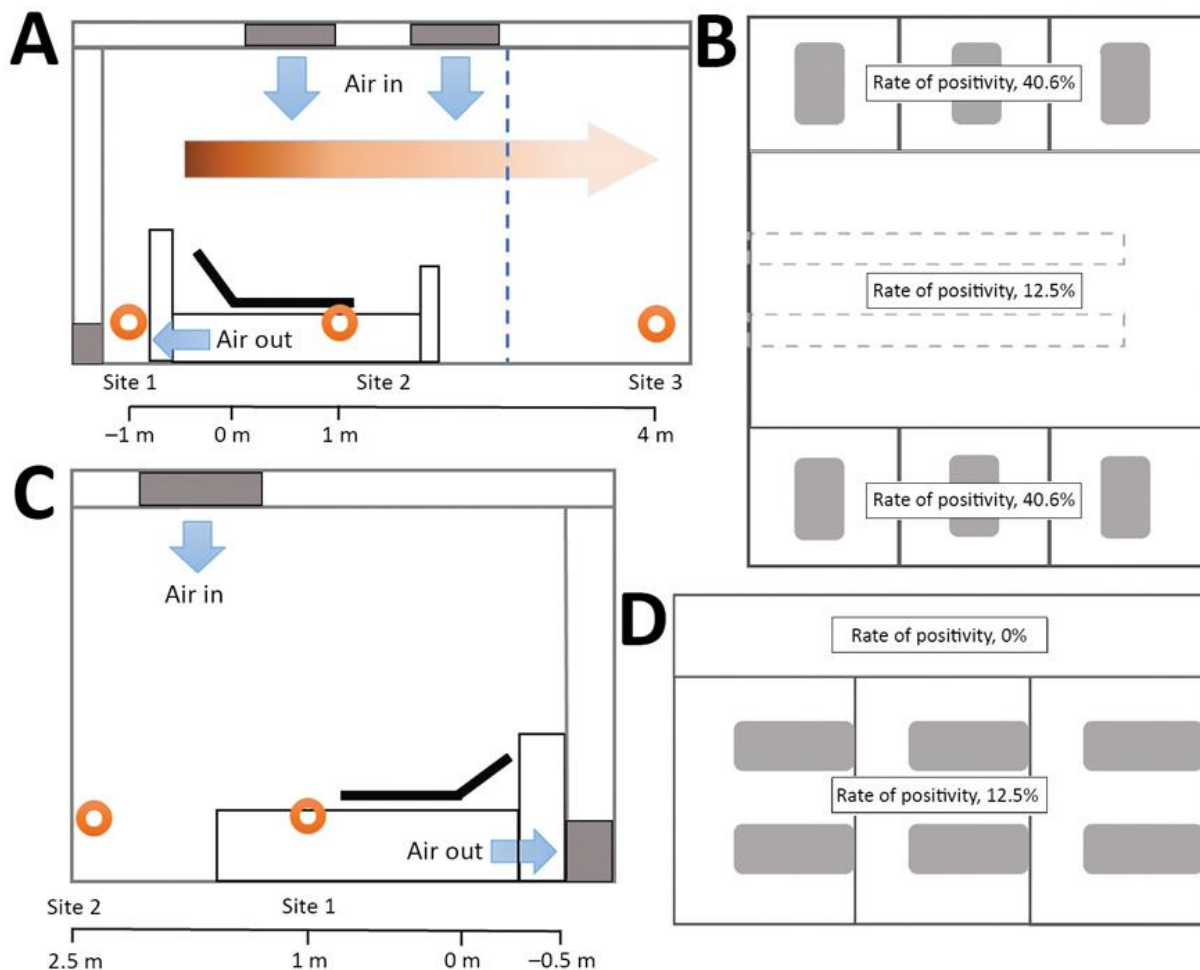 A
Air in
Air out
Site 1
Site 2
Site 3
–1 m
0 m
1 m
4 m
B
Rate of positivity, 40.6%
Rate of positivity, 12.5%
Rate of positivity, 40.6%
C
Air in
Air out
Site 2
Site 1
2.5 m
1 m
0 m
–0.5 m
D
Rate of positivity, 0%
Rate of positivity, 12.5%